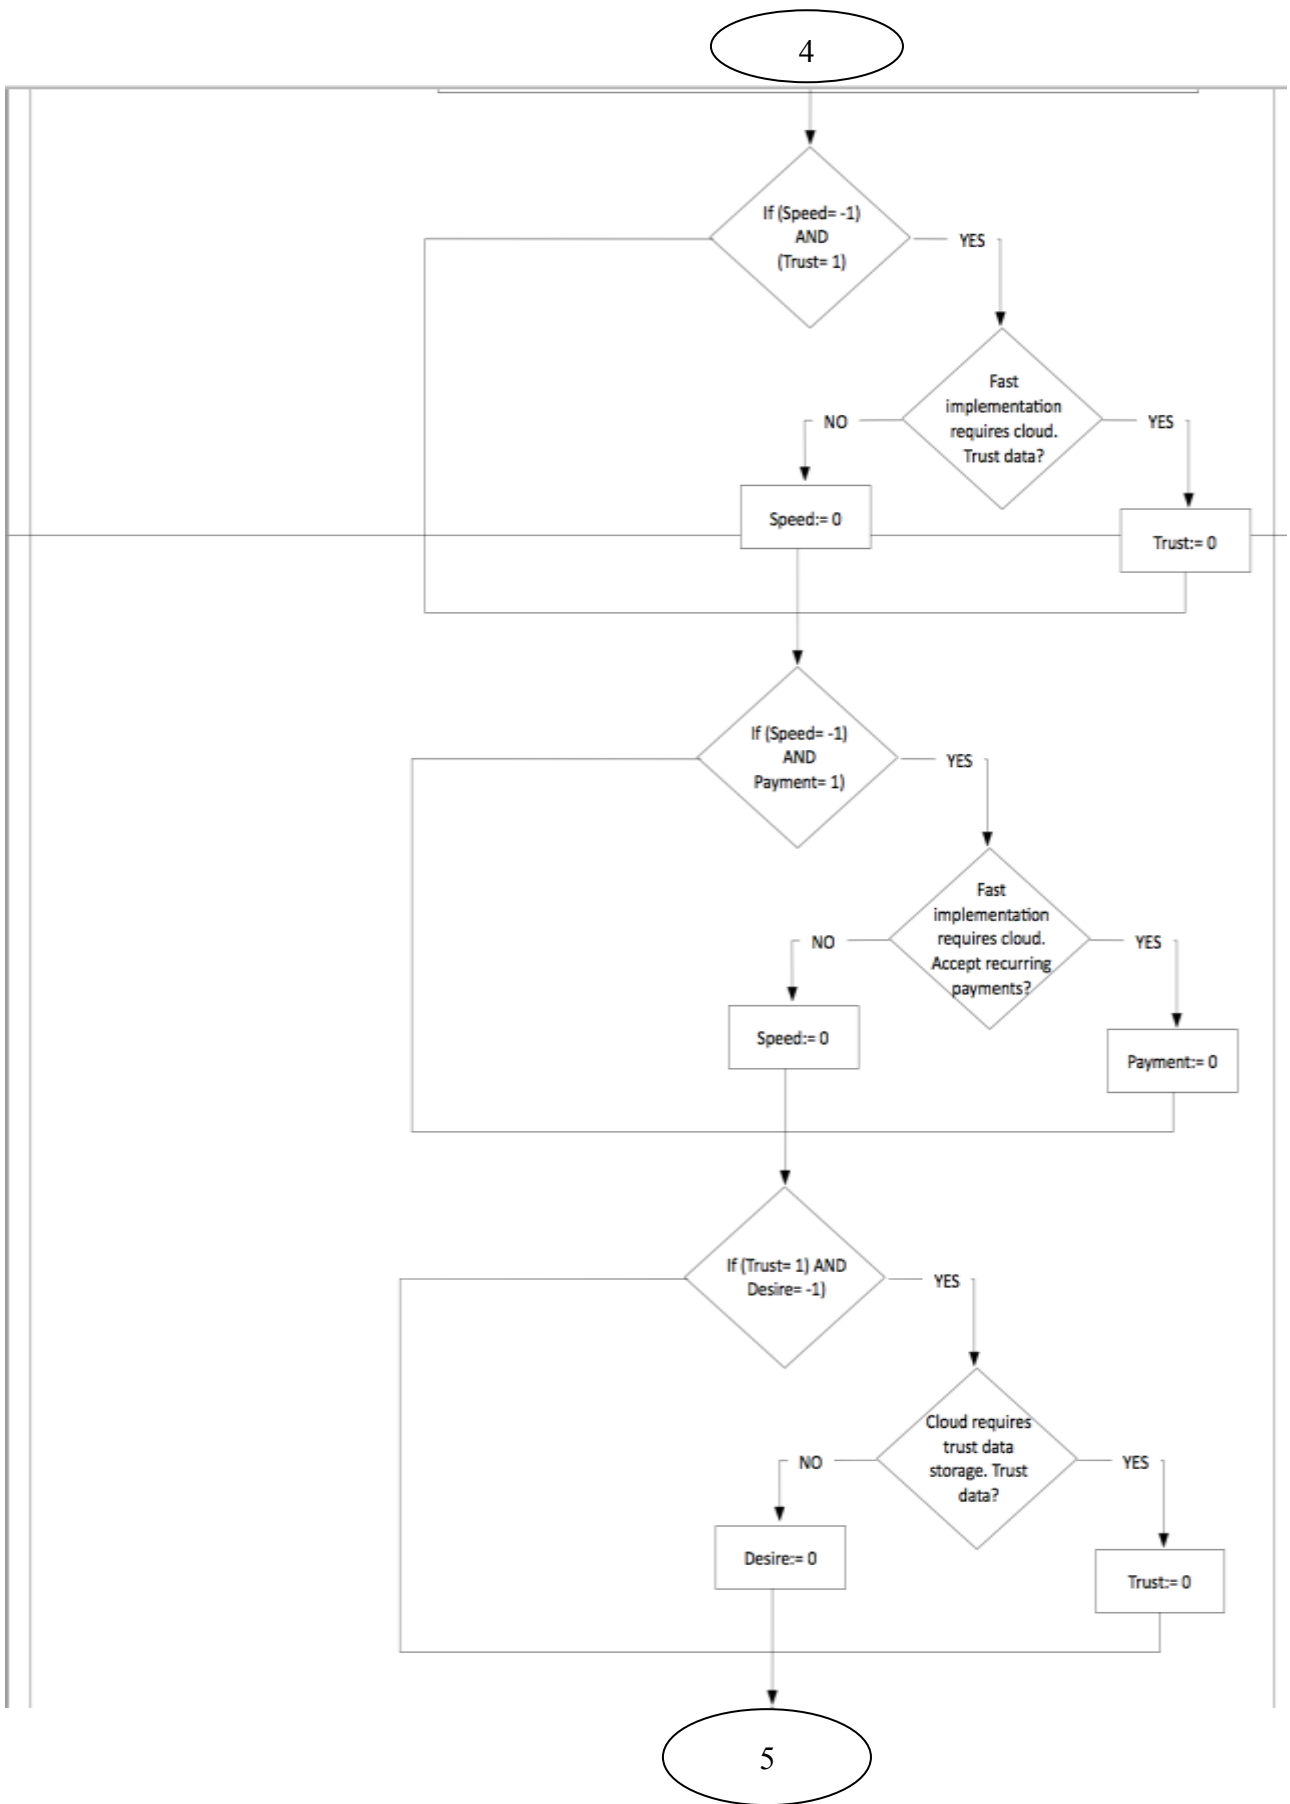 4
If (Speed= -1)
AND
(Trust= 1)
YES
Fast
implementation
requires cloud.
Trust data?
NO
YES
Speed:= 0
Trust:= 0
If (Speed= -1)
AND
Payment= 1)
YES
Fast
implementation
requires cloud.
Accept recurring
payments?
NO
YES
Speed:= 0
Payment:= 0
If (Trust= 1) AND
Desire= -1)
YES
Cloud requires
trust data
storage. Trust
data?
NO
YES
Desire:= 0
Trust:= 0
5